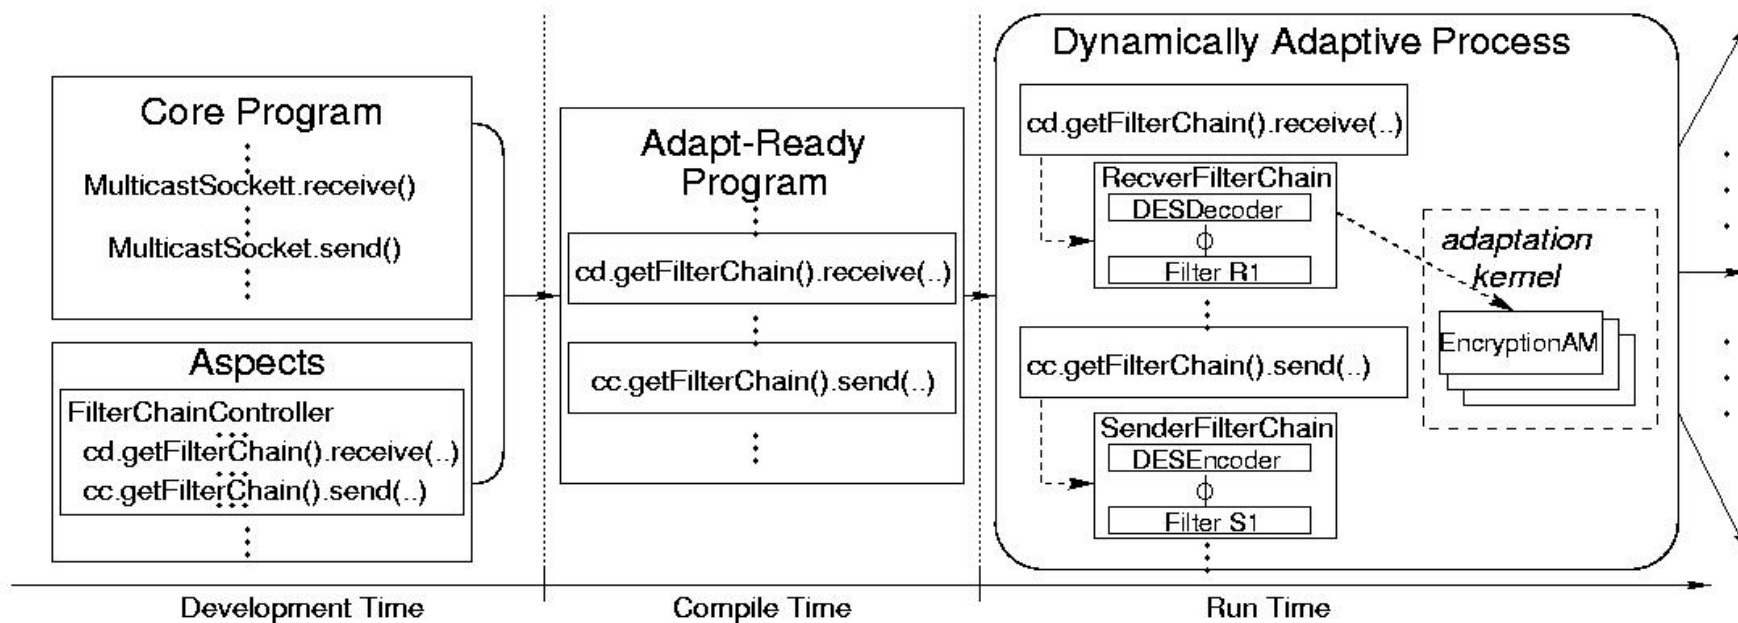 Core Program
MulticastSockett.receive()
MulticastSocket.send()
Aspects
FilterChainController
cd.getFilterChain().receive(..)
cc.getFilterChain().send(..)
Adapt-Ready
Program
cd.getFilterChain().receive(..)
cc.getFilterChain().send(..)
Dynamically Adaptive Process
cd.getFilterChain().receive(..)
RecverFilterChain
DESDecoder
Filter R1
cc.getFilterChain().send(..)
SenderFilterChain
DESEncoder
Filter S1
adaptation
kernel
EncryptionAM
Development Time
Compile Time
Run Time